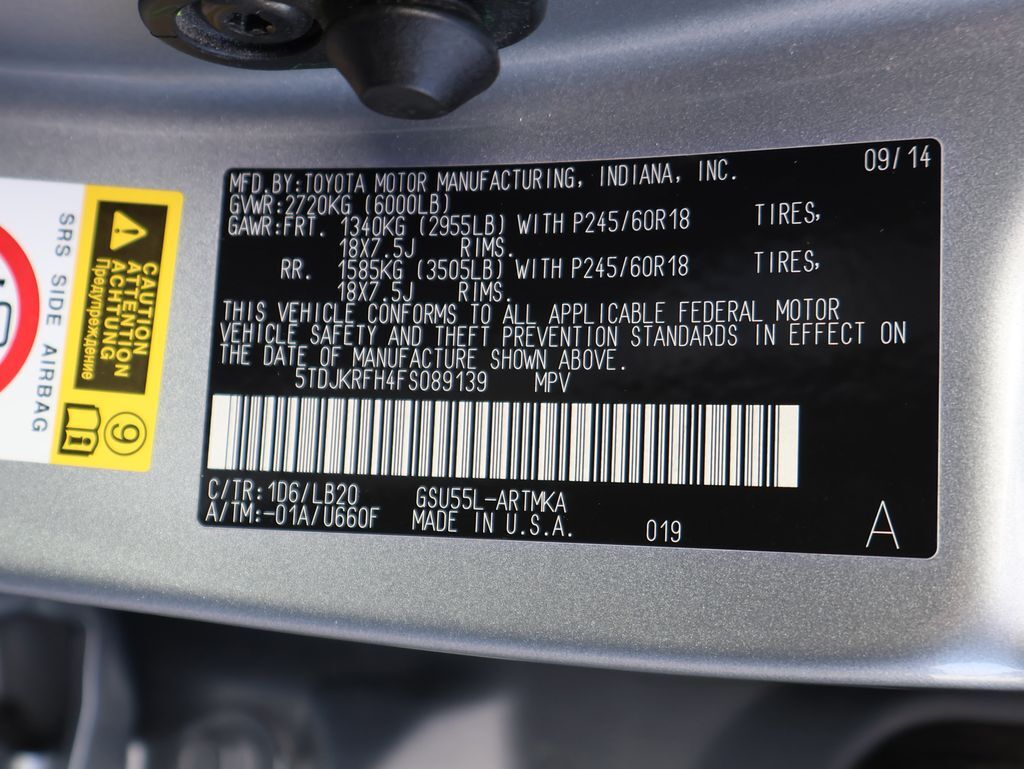 09/14
MFD.BY:TOYOTA MOTOR MANUFACTURING, INDIANA, INC.
GVWR:2720KG (6000LB)
GAWR:FRT. 1340KG (2955LB) WITH P245/60R18 TIRES,
18X7.5J RIMS.
RR. 1585KG (3505LB) WITH P245/60R18 TIRES,
18X7.5J RIMS.
THIS VEHICLE CONFORMS TO ALL APPLICABLE FEDERAL MOTOR
VEHICLE SAFETY AND THEFT PREVENTION STANDARDS IN EFFECT ON
THE DATE OF MANUFACTURE SHOWN ABOVE.
5TDJKRFH4FS089139 MPV
C/TR:1D6/LB20 GSU55L-ARTMKA
A/TM:-01A/U660F MADE IN U.S.A. 019 A
CAUTION
ATTENTION
ACHTUNG
Предупреждение
9
SRS SIDE AIRBAG